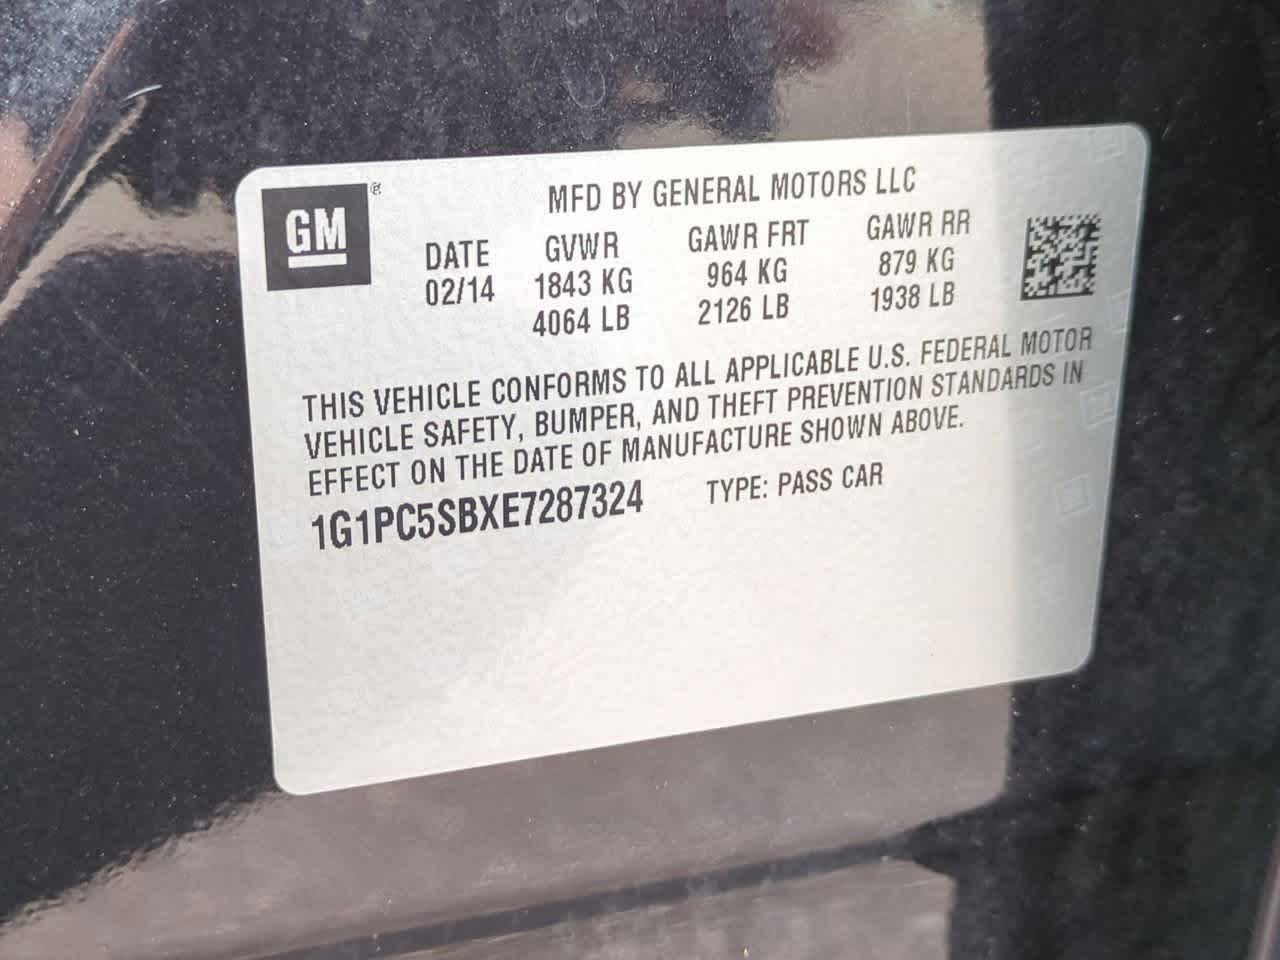 GM ®
MFD BY GENERAL MOTORS LLC
DATE GVWR GAWR FRT GAWR RR
02/14 1843 KG 964 KG 879 KG
4064 LB 2126 LB 1938 LB
THIS VEHICLE CONFORMS TO ALL APPLICABLE U.S. FEDERAL MOTOR
VEHICLE SAFETY, BUMPER, AND THEFT PREVENTION STANDARDS IN
EFFECT ON THE DATE OF MANUFACTURE SHOWN ABOVE.
1G1PC5SBXE7287324 TYPE: PASS CAR